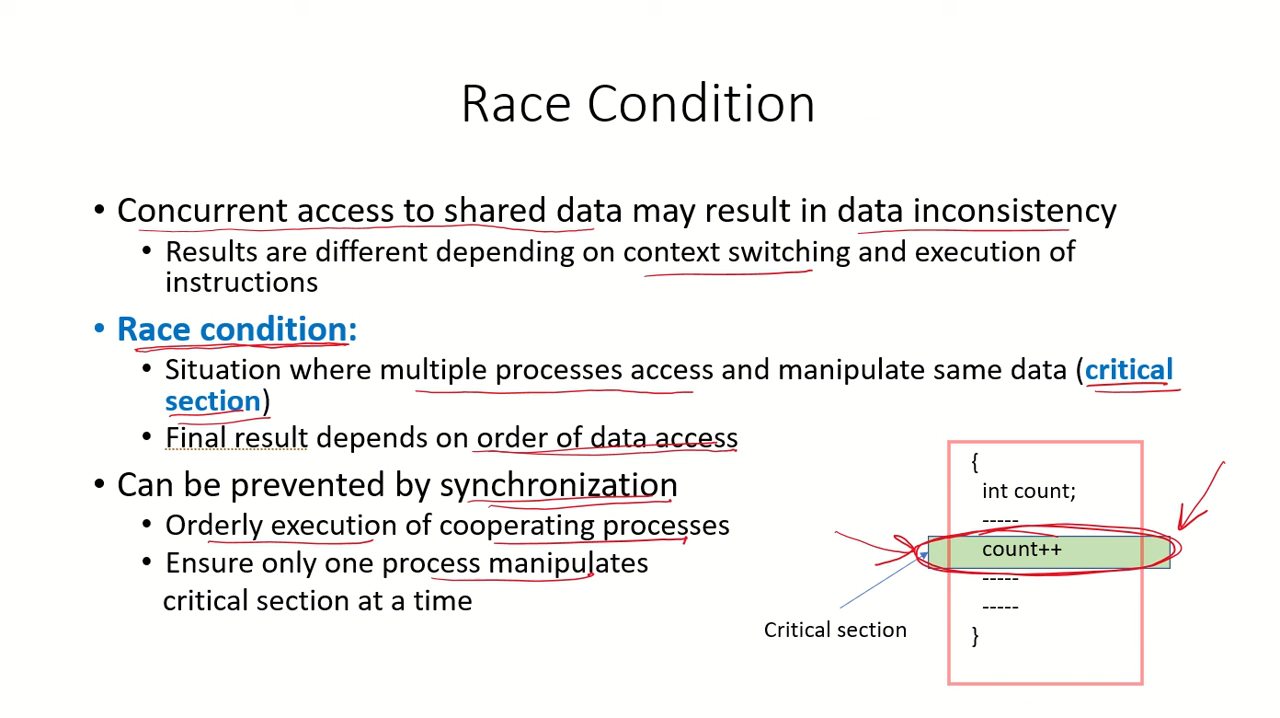 Race Condition
• Concurrent access to shared data may result in data inconsistency
• Results are different depending on context switching and execution of
instructions
• Race condition:
• Situation where multiple processes access and manipulate same data (critical
section)
• Final result depends on order of data access
• Can be prevented by synchronization
• Orderly execution of cooperating processes
• Ensure only one process manipulates
critical section at a time
{
int count;
-----
count++
-----
-----
}
Critical section